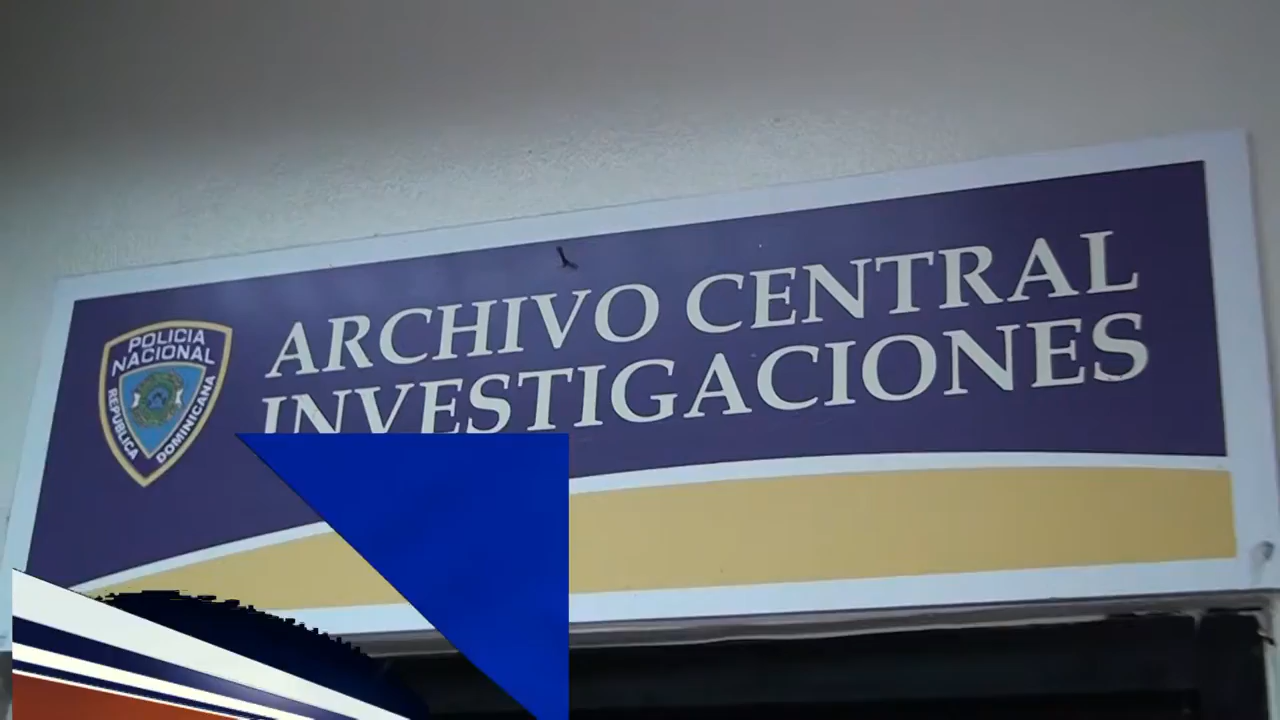 ARCHIVO CENTRAL
INVESTIGACIONES
POLICIA
NACIONAL
REPUBLICA
DOMINICANA